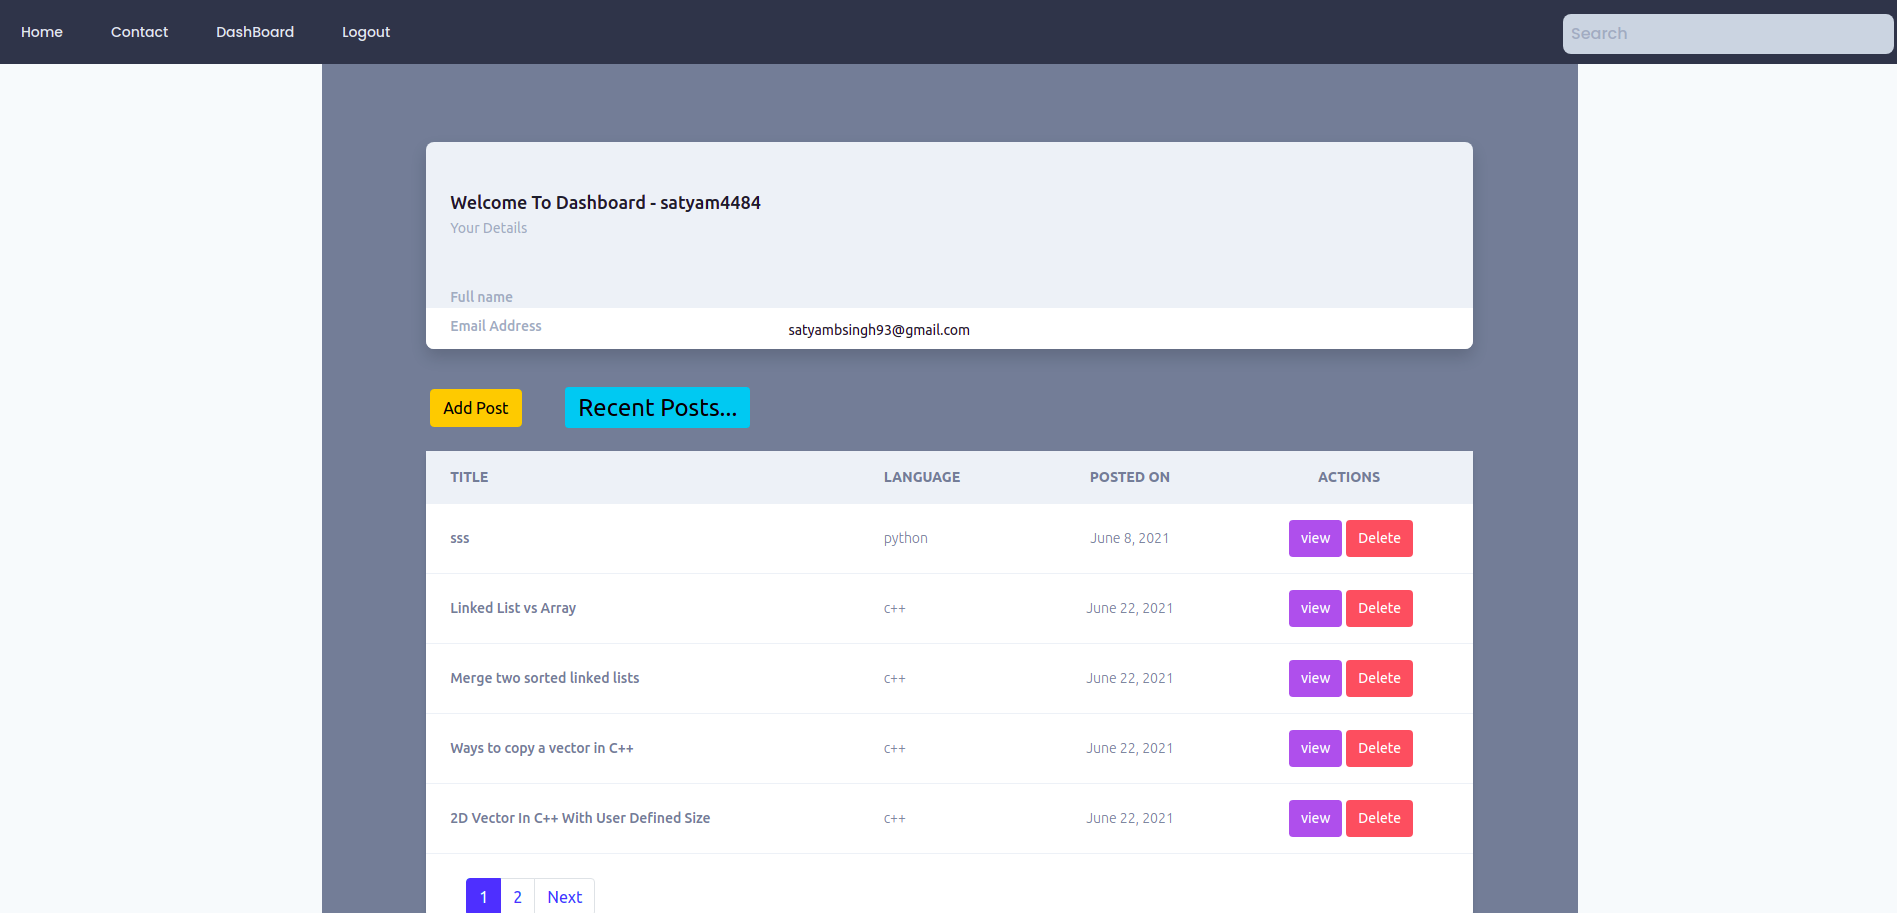 Home Contact DashBoard Logout Search
Welcome To Dashboard - satyam4484
Your Details
Full name
Email Address satyambsingh93@gmail.com
Add Post Recent Posts...
TITLE LANGUAGE POSTED ON ACTIONS
sss python June 8, 2021 view Delete
Linked List vs Array c++ June 22, 2021 view Delete
Merge two sorted linked lists c++ June 22, 2021 view Delete
Ways to copy a vector in C++ c++ June 22, 2021 view Delete
2D Vector In C++ With User Defined Size c++ June 22, 2021 view Delete
1 2 Next